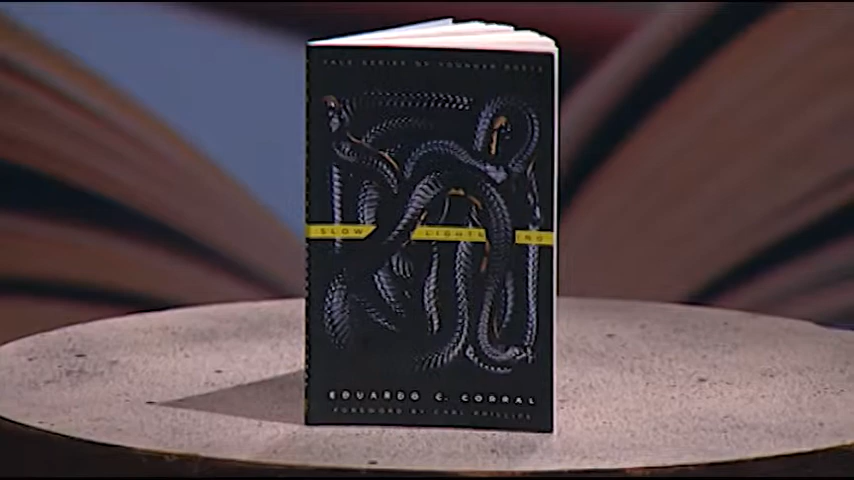 YALE SERIES OF YOUNGER POETS
SLOW LIGHTNING
EDUARDO C. CORRAL
FOREWORD BY CARL PHILLIPS